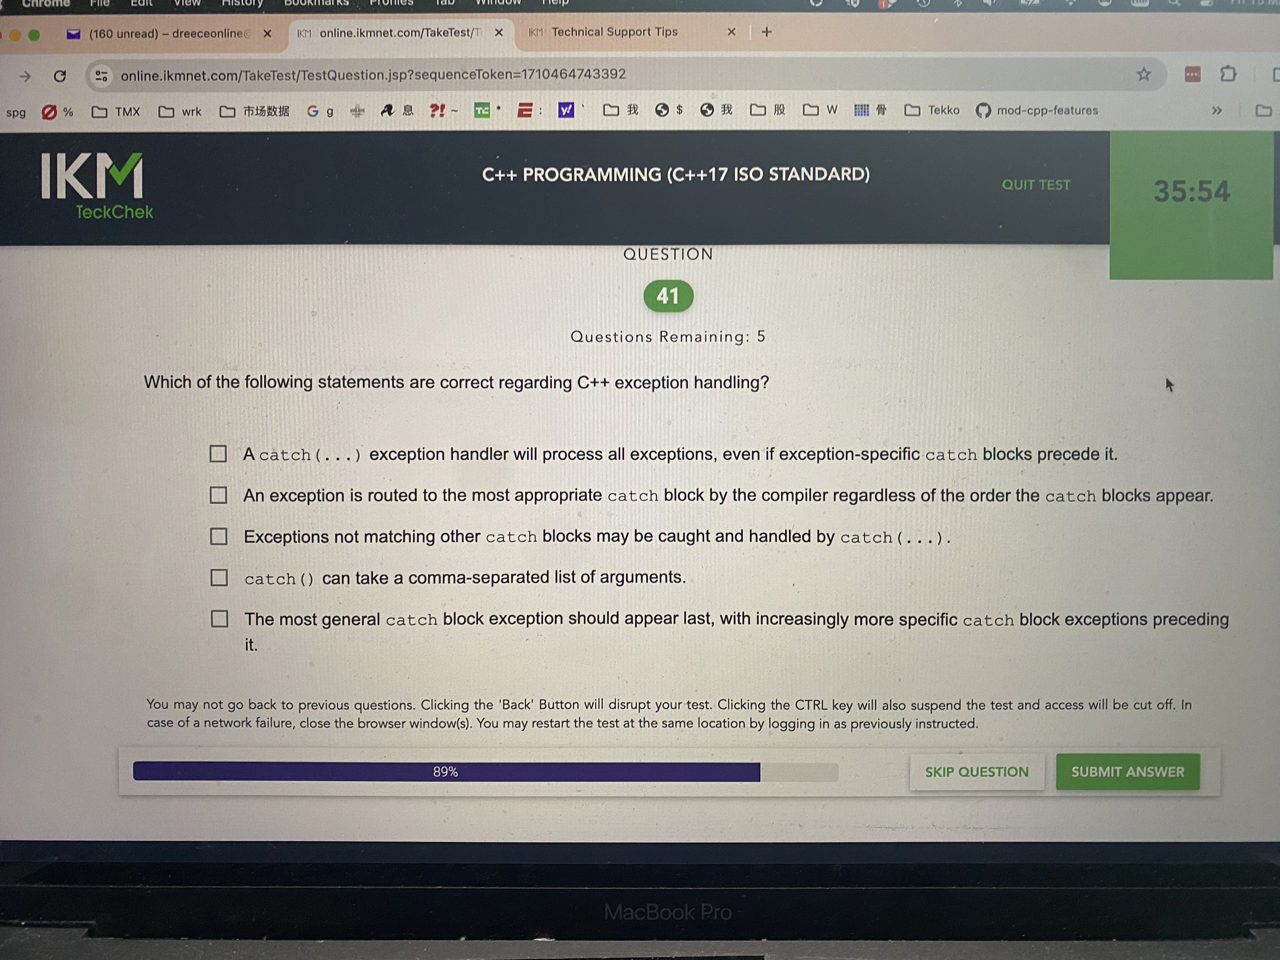 Chrome File Edit View History Bookmarks Profiles Tab Window Help
(160 unread) – dreeceonline
IKM online.ikmnet.com/TakeTest/T
IKM Technical Support Tips
online.ikmnet.com/TakeTest/TestQuestion.jsp?sequenceToken=1710464743392
spg % TMX wrk 市场数据 G g 息 ?! ~ TC E : y! 我 $ 我 股 W 骨 Tekko mod-cpp-features »
IKM
TeckChek
C++ PROGRAMMING (C++17 ISO STANDARD)
QUIT TEST
35:54
QUESTION
41
Questions Remaining: 5
Which of the following statements are correct regarding C++ exception handling?
A catch(...) exception handler will process all exceptions, even if exception-specific catch blocks precede it.
An exception is routed to the most appropriate catch block by the compiler regardless of the order the catch blocks appear.
Exceptions not matching other catch blocks may be caught and handled by catch(...).
catch() can take a comma-separated list of arguments.
The most general catch block exception should appear last, with increasingly more specific catch block exceptions preceding
it.
You may not go back to previous questions. Clicking the 'Back' Button will disrupt your test. Clicking the CTRL key will also suspend the test and access will be cut off. In
case of a network failure, close the browser window(s). You may restart the test at the same location by logging in as previously instructed.
89%
SKIP QUESTION
SUBMIT ANSWER
MacBook Pro